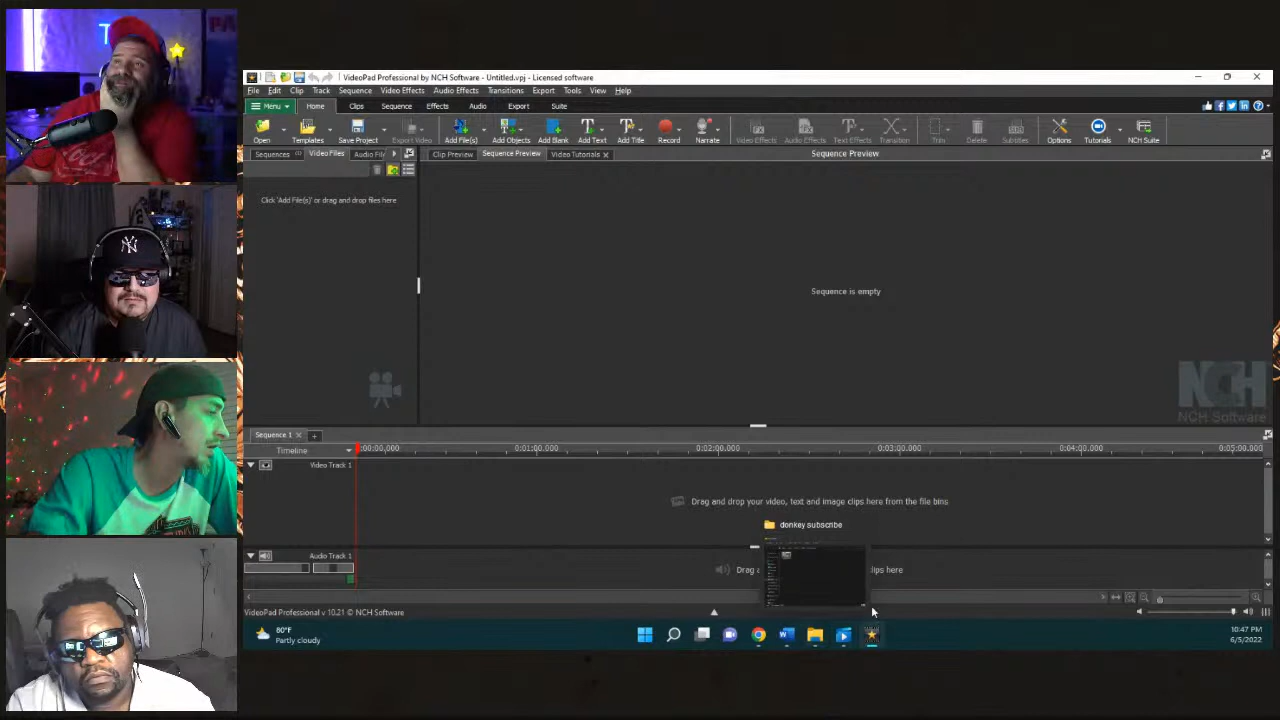 VideoPad Professional by NCH Software - Untitled.vpj - Licensed software
File Edit Clip Track Sequence Video Effects Audio Effects Transitions Export Tools View Help
Menu Home Clips Sequence Effects Audio Export Suite
Open Templates Save Project Export Video Add File(s) Add Objects Add Blank Add Text Add Title Record Narrate Video Effects Audio Effects Text Effects Transition Trim Delete Subtitles Options Tutorials NCH Suite
Sequences Video Files Audio Fil Clip Preview Sequence Preview Video Tutorials Sequence Preview
Click 'Add File(s)' or drag and drop files here
Sequence is empty
NCH
NCH Software
Sequence 1
Timeline :00:00,000 0:01:00.000 0:02:00.000 0:03:00.000 0:04:00.000 0:05:00.000
Video Track 1
Drag and drop your video, text and image clips here from the file bins
donkey subscribe
Audio Track 1
Drag a lips here
VideoPad Professional v 10.21 © NCH Software
80°F
Partly cloudy
10:47 PM
6/5/2022